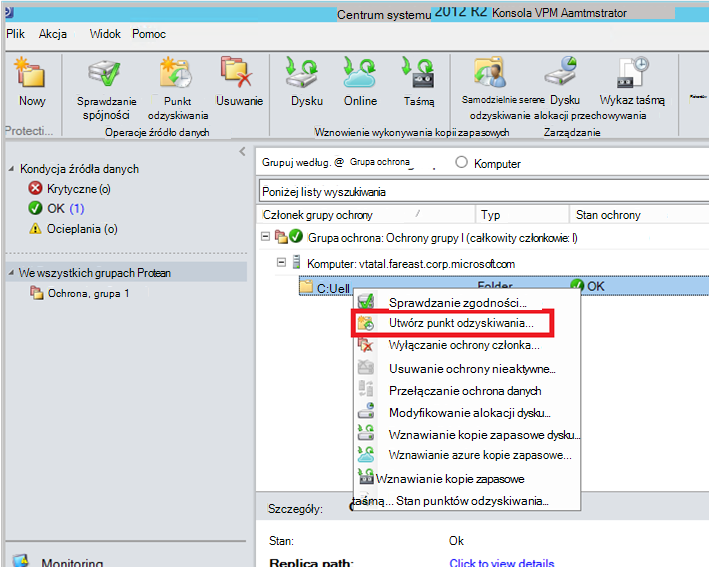 Centrum systemu 2012 R2 Konsola VPM Aamtmstrator
Plik Akcja Widok Pomoc
Nowy
Sprawdzanie spójności
Punkt odzyskiwania
Usuwanie
Dysku
Online
Taśmą
Samodzielnie serene
Dysku
Wykaz taśmą
odzyskiwanie alokacji przechowywania
Protecti...
Operacje źródło danych
Wznowienie wykonywania kopii zapasowych
Zarządzanie
Kondycja źródła danych
Krytyczne (o)
OK (1)
Ocieplania (o)
We wszystkich grupach Protean
Ochrona, grupa 1
Monitoring
Grupuj według. @ Grupa ochrona
Komputer
Poniżej listy wyszukiwania
Członek grupy ochrony / Typ Stan ochrony
Grupa ochrona: Ochrony grupy I (całkowity członkowie: I)
Komputer: vtatal.fareast.corp.microsoft.com
C:Uell Folder OK
Sprawdzanie zgodności...
Utwórz punkt odzyskiwania...
Wyłączanie ochrony członka...
Usuwanie ochrony nieaktywne...
Przełączanie ochrona danych
Modyfikowanie alokacji dysku...
Wznawianie kopie zapasowe dysku...
Wznawianie azure kopie zapasowe...
Wznawianie kopie zapasowe
taśmą... Stan punktów odzyskiwania...
Szczegóły:
Stan: Ok
Replica path: Click to view details